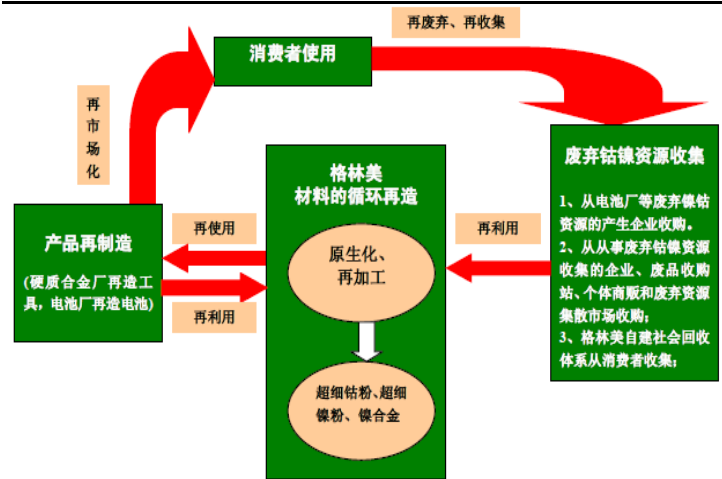 再废弃、再收集
消费者使用
再
市
场
化
废弃钴镍资源收集
1、从电池厂等废弃镍钴
资源的产生企业收购。
2、从从事废弃钴镍资源
收集的企业、废品收购
站、个体商贩和废弃资源
集散市场收购;
3、格林美自建社会回收
体系从消费者收集;
格林美
材料的循环再造
再利用
原生化、
再加工
超细钴粉、超细
镍粉、镍合金
再使用
再利用
产品再制造
(硬质合金厂再造工
具，电池厂再造电池)